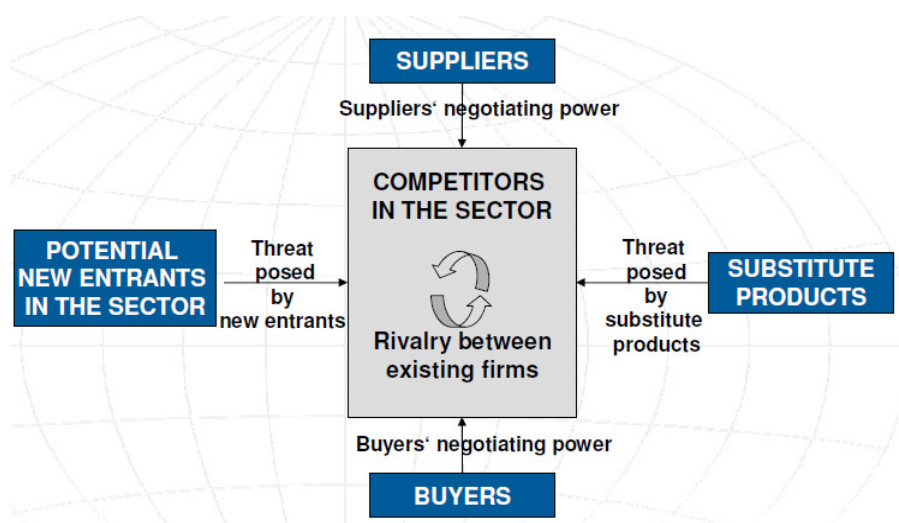 SUPPLIERS
Suppliers‘ negotiating power
COMPETITORS
IN THE SECTOR
Rivalry between
existing firms
POTENTIAL
NEW ENTRANTS
IN THE SECTOR
Threat
posed
by
new entrants
Threat
posed
by
substitute
products
SUBSTITUTE
PRODUCTS
Buyers‘ negotiating power
BUYERS